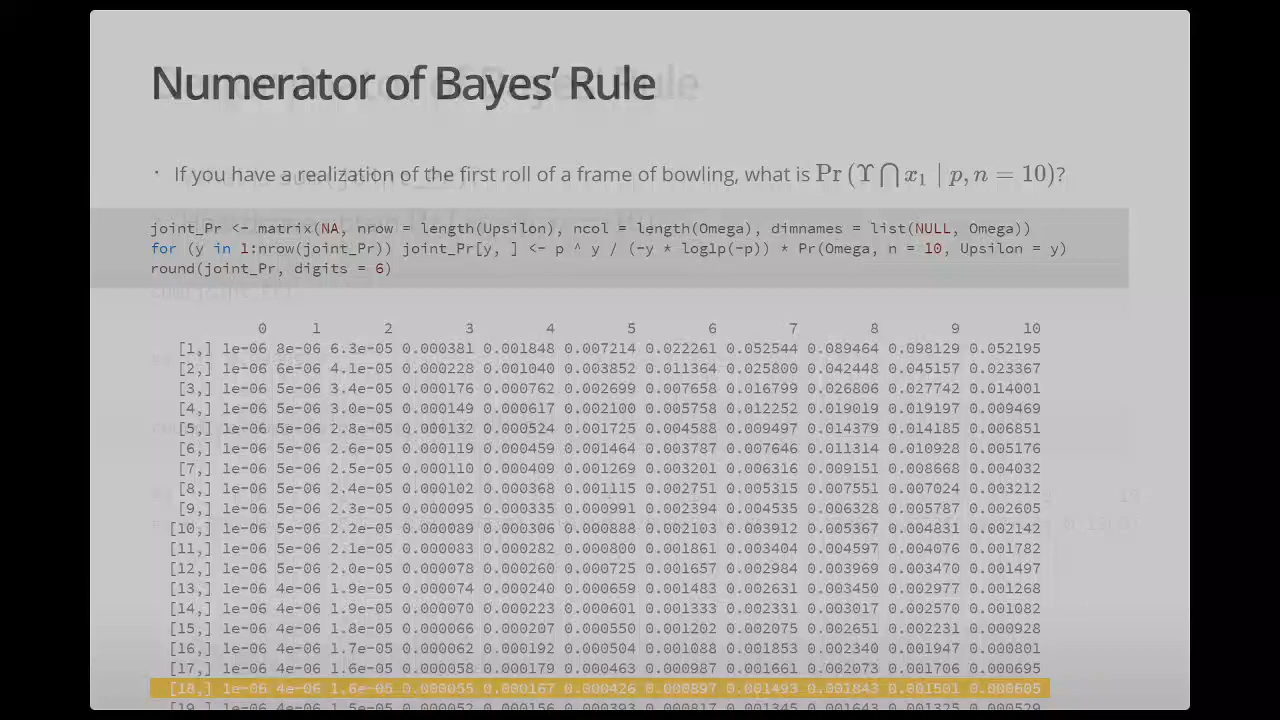 Numerator of Bayes’ Rule
· If you have a realization of the first roll of a frame of bowling, what is Pr (ϒ ⋂ x₁ | p, n = 10)?
joint_Pr <- matrix(NA, nrow = length(Upsilon), ncol = length(Omega), dimnames = list(NULL, Omega))
for (y in 1:nrow(joint_Pr)) joint_Pr[y, ] <- p ^ y / (-y * log1p(-p)) * Pr(Omega, n = 10, Upsilon = y)
round(joint_Pr, digits = 6)
0 1 2 3 4 5 6 7 8 9 10
[1,] 1e-06 8e-06 6.3e-05 0.000381 0.001848 0.007214 0.022261 0.052544 0.089464 0.098129 0.052195
[2,] 1e-06 6e-06 4.1e-05 0.000228 0.001040 0.003852 0.011364 0.025800 0.042448 0.045157 0.023367
[3,] 1e-06 5e-06 3.4e-05 0.000176 0.000762 0.002699 0.007658 0.016799 0.026806 0.027742 0.014001
[4,] 1e-06 5e-06 3.0e-05 0.000149 0.000617 0.002100 0.005758 0.012252 0.019019 0.019197 0.009469
[5,] 1e-06 5e-06 2.8e-05 0.000132 0.000524 0.001725 0.004588 0.009497 0.014379 0.014185 0.006851
[6,] 1e-06 5e-06 2.6e-05 0.000119 0.000459 0.001464 0.003787 0.007646 0.011314 0.010928 0.005176
[7,] 1e-06 5e-06 2.5e-05 0.000110 0.000409 0.001269 0.003201 0.006316 0.009151 0.008668 0.004032
[8,] 1e-06 5e-06 2.4e-05 0.000102 0.000368 0.001115 0.002751 0.005315 0.007551 0.007024 0.003212
[9,] 1e-06 5e-06 2.3e-05 0.000095 0.000335 0.000991 0.002394 0.004535 0.006328 0.005787 0.002605
[10,] 1e-06 5e-06 2.2e-05 0.000089 0.000306 0.000888 0.002103 0.003912 0.005367 0.004831 0.002142
[11,] 1e-06 5e-06 2.1e-05 0.000083 0.000282 0.000800 0.001861 0.003404 0.004597 0.004076 0.001782
[12,] 1e-06 5e-06 2.0e-05 0.000078 0.000260 0.000725 0.001657 0.002984 0.003969 0.003470 0.001497
[13,] 1e-06 4e-06 1.9e-05 0.000074 0.000240 0.000659 0.001483 0.002631 0.003450 0.002977 0.001268
[14,] 1e-06 4e-06 1.9e-05 0.000070 0.000223 0.000601 0.001333 0.002331 0.003017 0.002570 0.001082
[15,] 1e-06 4e-06 1.8e-05 0.000066 0.000207 0.000550 0.001202 0.002075 0.002651 0.002231 0.000928
[16,] 1e-06 4e-06 1.7e-05 0.000062 0.000192 0.000504 0.001088 0.001853 0.002340 0.001947 0.000801
[17,] 1e-06 4e-06 1.6e-05 0.000058 0.000179 0.000463 0.000987 0.001661 0.002073 0.001706 0.000695
[18,] 1e-06 4e-06 1.6e-05 0.000055 0.000167 0.000426 0.000897 0.001493 0.001843 0.001501 0.000605
[19,] 1e-06 4e-06 1.5e-05 0.000052 0.000156 0.000393 0.000817 0.001345 0.001643 0.001325 0.000529